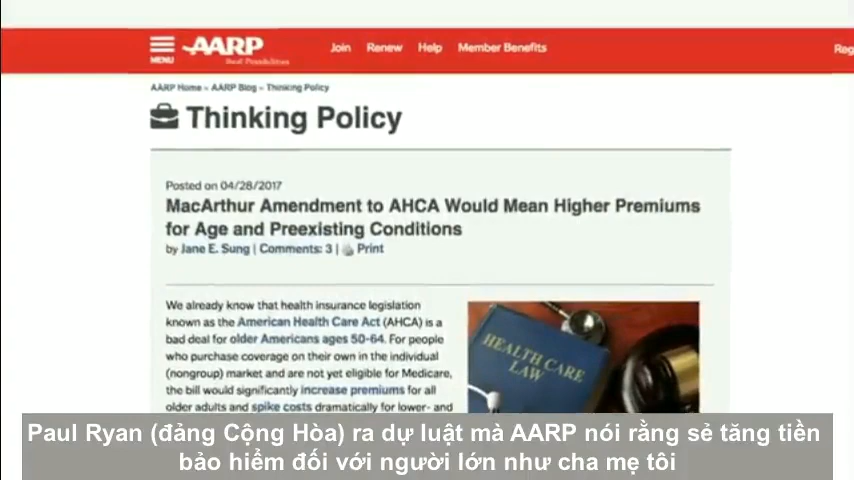 MENU
AARP
Real Possibilities
Join Renew Help Member Benefits
Reg
AARP Home » AARP Blog » Thinking Policy
Thinking Policy
Posted on 04/28/2017
MacArthur Amendment to AHCA Would Mean Higher Premiums
for Age and Preexisting Conditions
by Jane E. Sung | Comments: 3 | Print
We already know that health insurance legislation
known as the American Health Care Act (AHCA) is a
bad deal for older Americans ages 50-64. For people
who purchase coverage on their own in the individual
(nongroup) market and are not yet eligible for Medicare,
the bill would significantly increase premiums for all
older adults and spike costs dramatically for lower- and
HEALTH CARE
LAW
Paul Ryan (đảng Cộng Hòa) ra dự luật mà AARP nói rằng sẻ tăng tiền
bảo hiểm đối với người lớn như cha mẹ tôi